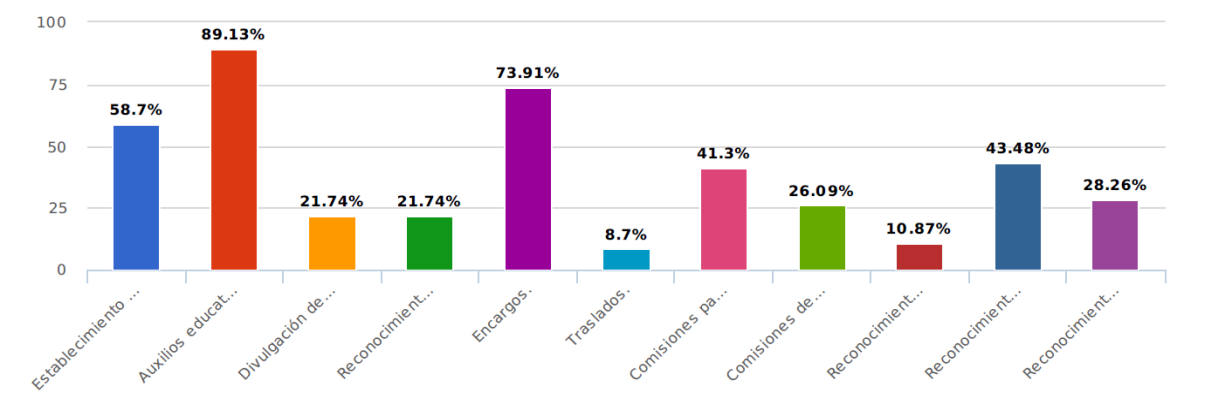 100
75
50
25
0
58.7%
89.13%
21.74%
21.74%
73.91%
8.7%
41.3%
26.09%
10.87%
43.48%
28.26%
Establecimiento ...
Auxilios educat...
Divulgación de...
Reconocimient...
Encargos.
Traslados.
Comisiones pa...
Comisiones de...
Reconocimient...
Reconocimient...
Reconocimient...